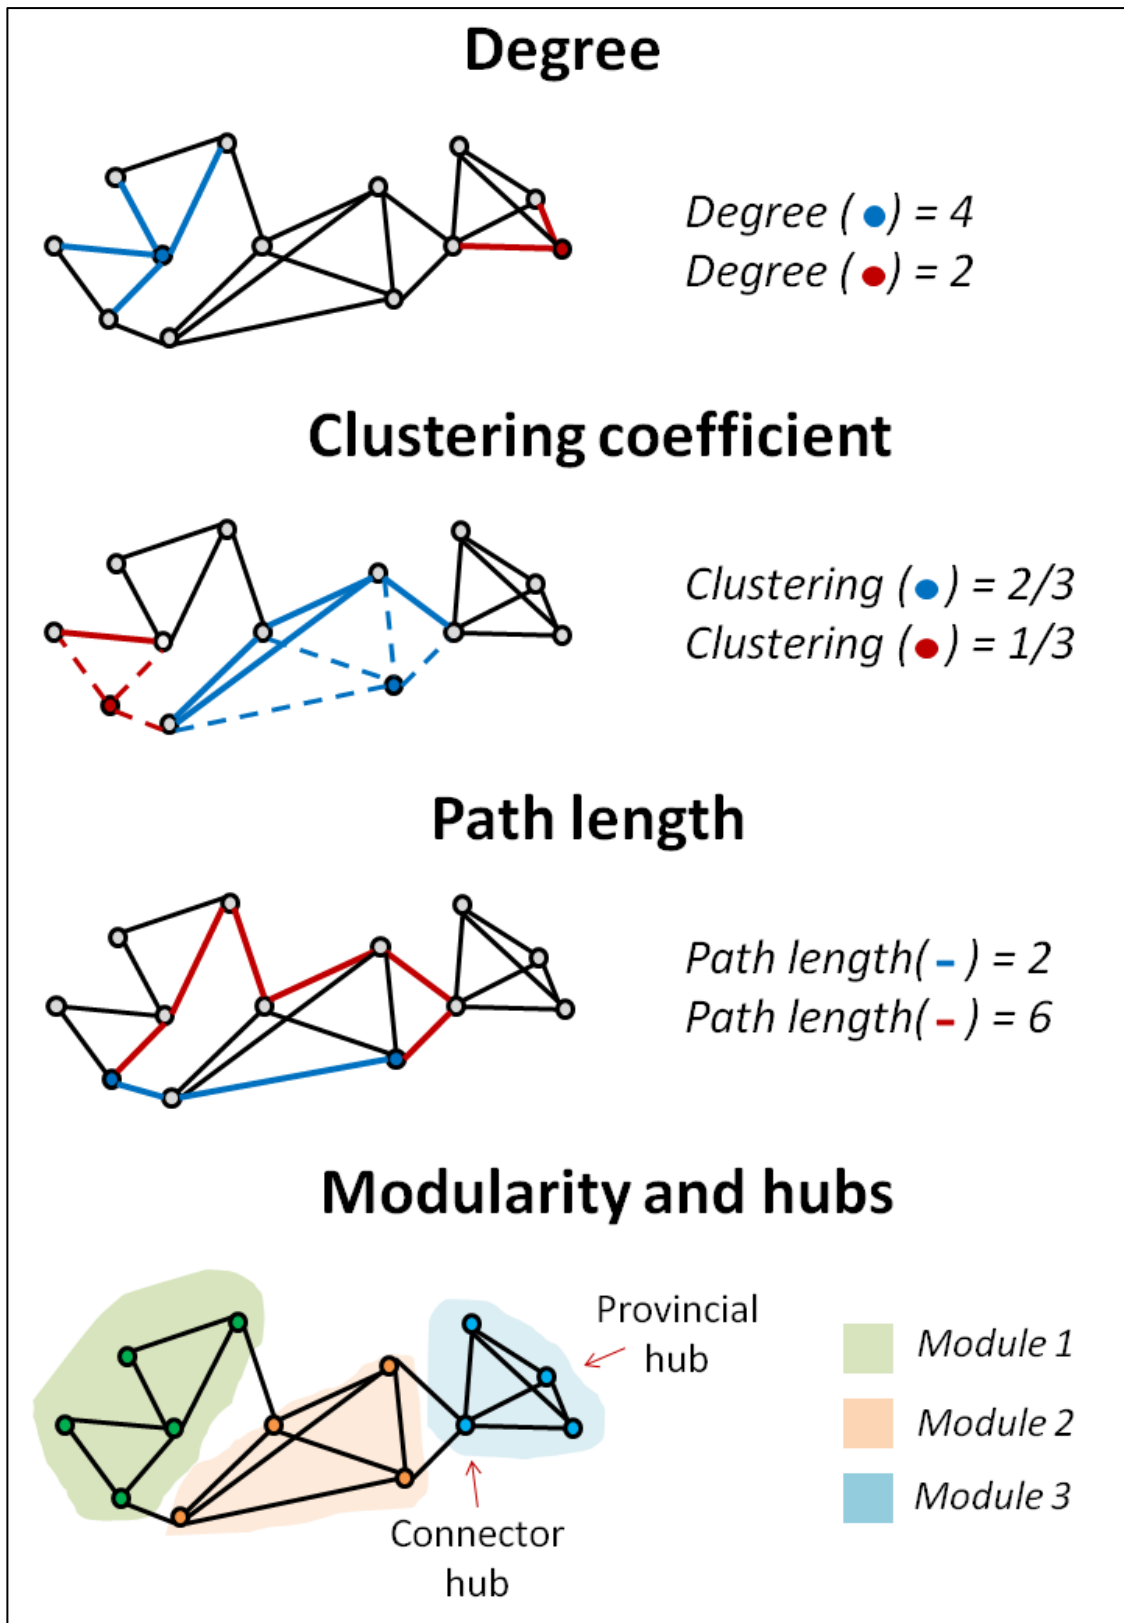 Degree
Degree (●) = 4
Degree (●) = 2
Clustering coefficient
Clustering (●) = 2/3
Clustering (●) = 1/3
Path length
Path length(-) = 2
Path length(-) = 6
Modularity and hubs
Provincial
hub
Connector
hub
Module 1
Module 2
Module 3